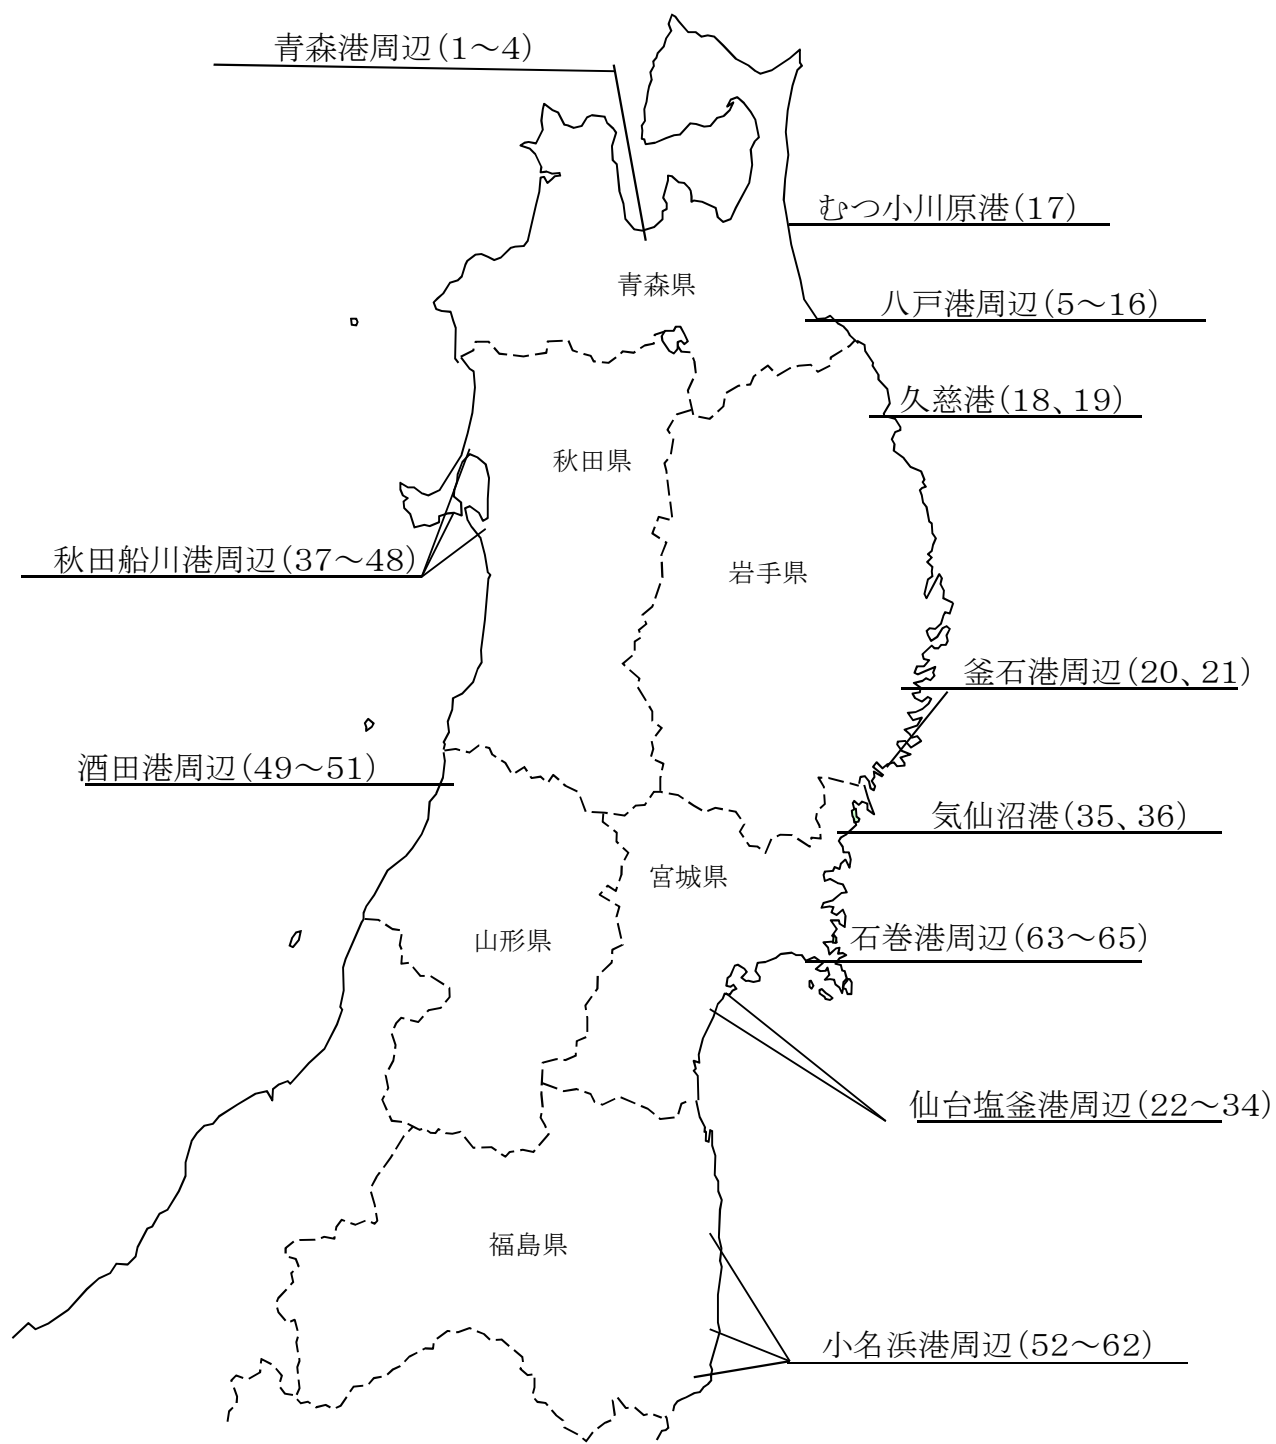 青森港周辺(1～4)
むつ小川原港(17)
青森県
八戸港周辺(5～16)
久慈港(18、19)
秋田県
秋田船川港周辺(37～48)
岩手県
釜石港周辺(20、21)
酒田港周辺(49～51)
気仙沼港(35、36)
宮城県
山形県
石巻港周辺(63～65)
仙台塩釜港周辺(22～34)
福島県
小名浜港周辺(52～62)